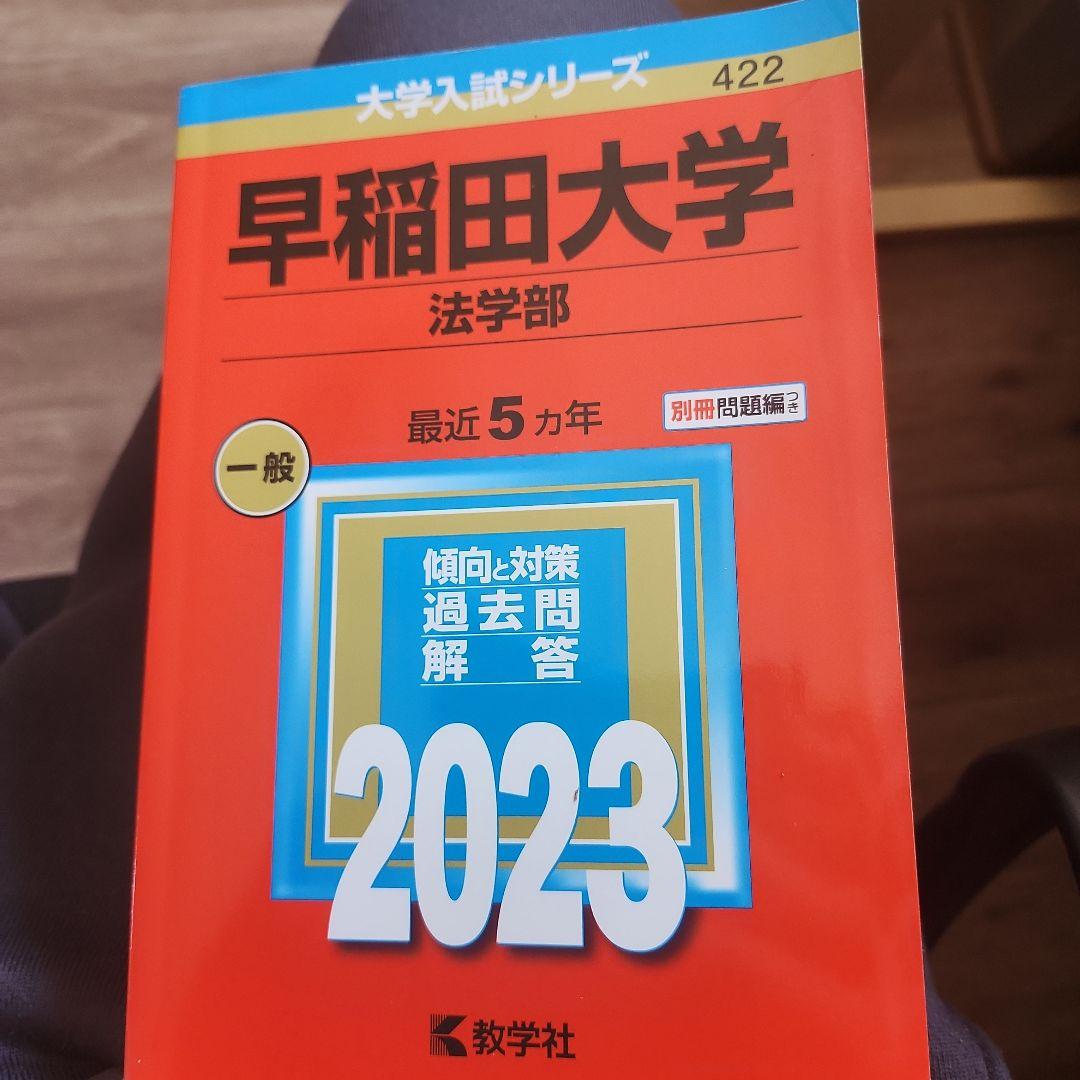 大学入試シリーズ 422
早稲田大学
法学部
最近5ヵ年
別冊問題編つき
一般
傾向と対策
過去問
解答
2023
教学社